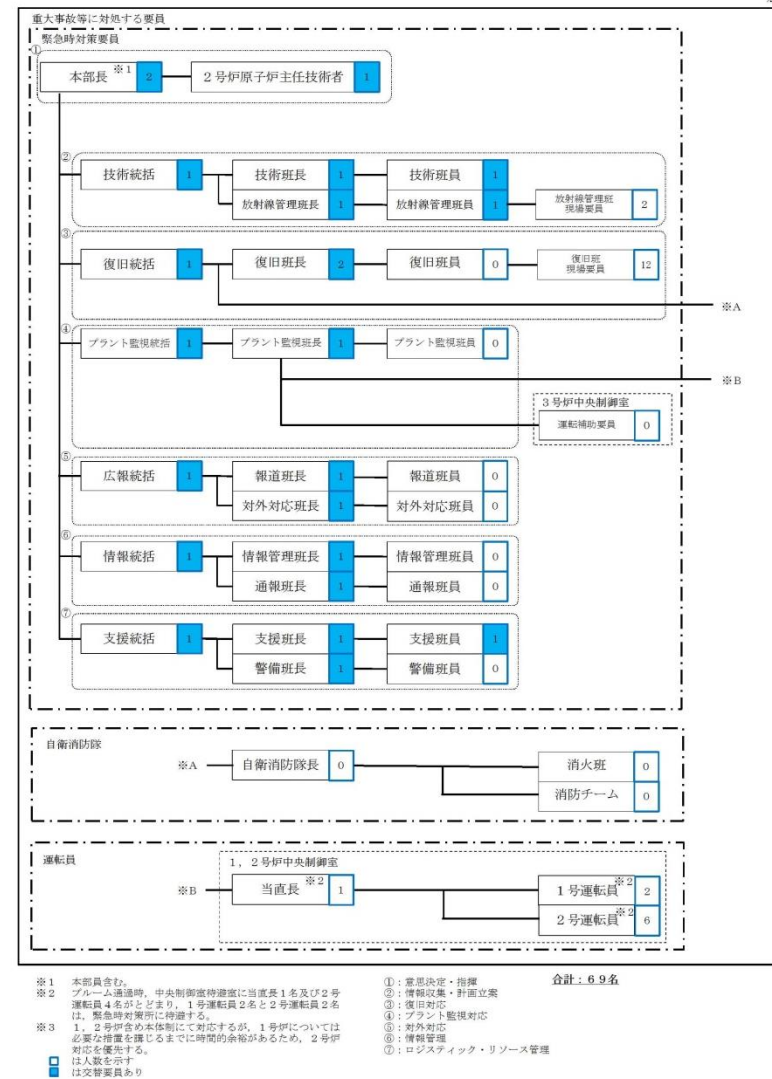 重大事故等に対処する要員
緊急時対策要員
①
本部長 ※1 2 2号炉原子炉主任技術者 1
②
技術統括 1 技術班長 1 技術班員 1
放射線管理班長 1 放射線管理班員 1 放射線管理班
現場要員 2
③
復旧統括 1 復旧班長 2 復旧班員 0 復旧班
現場要員 12
※A
④
プラント監視統括 1 プラント監視班長 1 プラント監視班員 0
※B
3号炉中央制御室
運転補助要員 0
⑤
広報統括 1 報道班長 1 報道班員 0
対外対応班長 1 対外対応班員 0
⑥
情報統括 1 情報管理班長 1 情報管理班員 0
通報班長 1 通報班員 0
⑦
支援統括 1 支援班長 1 支援班員 1
警備班長 1 警備班員 0
自衛消防隊
※A 自衛消防隊長 0 消火班 0
消防チーム 0
運転員
1,2号炉中央制御室
※B 当直長 ※2 1 1号運転員 ※2 2
2号運転員 ※2 6
※1 本部員含む。
※2 プルーム通過時,中央制御室待避室に当直長1名及び2号
運転員4名がとどまり,1号運転員2名と2号運転員2名
は,緊急時対策所に待避する。
※3 1,2号炉含め本体制にて対応するが,1号炉については
必要な措置を講じるまでに時間的余裕があるため,2号炉
対応を優先する。
は人数を示す
は交替要員あり
①:意思決定・指揮
②:情報収集・計画立案
③:復旧対応
④:プラント監視対応
⑤:対外対応
⑥:情報管理
⑦:ロジスティック・リソース管理
合計:69名